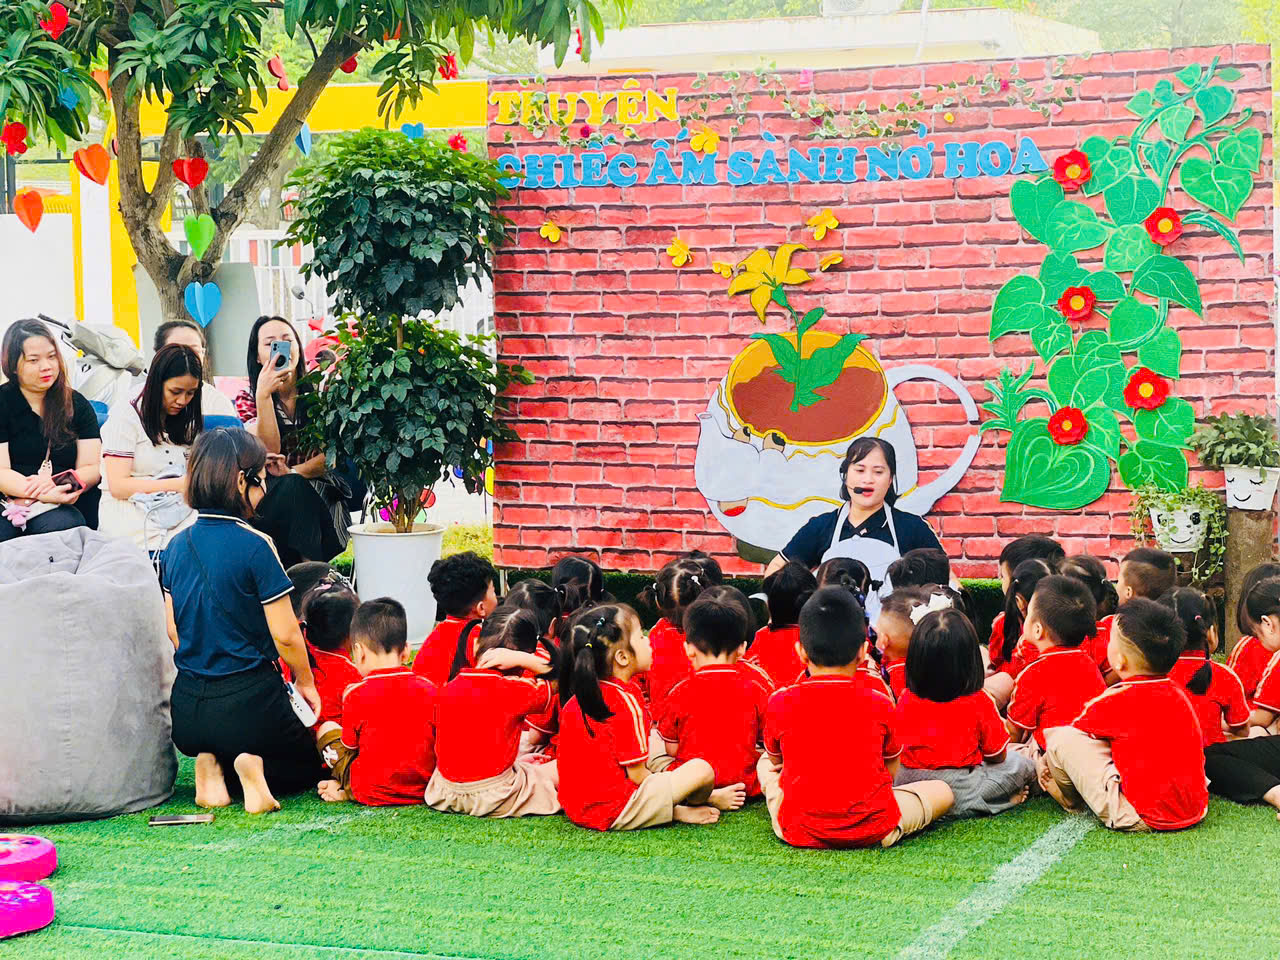 TRUYỆN
CHIẾC ẤM SÀNH NỞ HOA